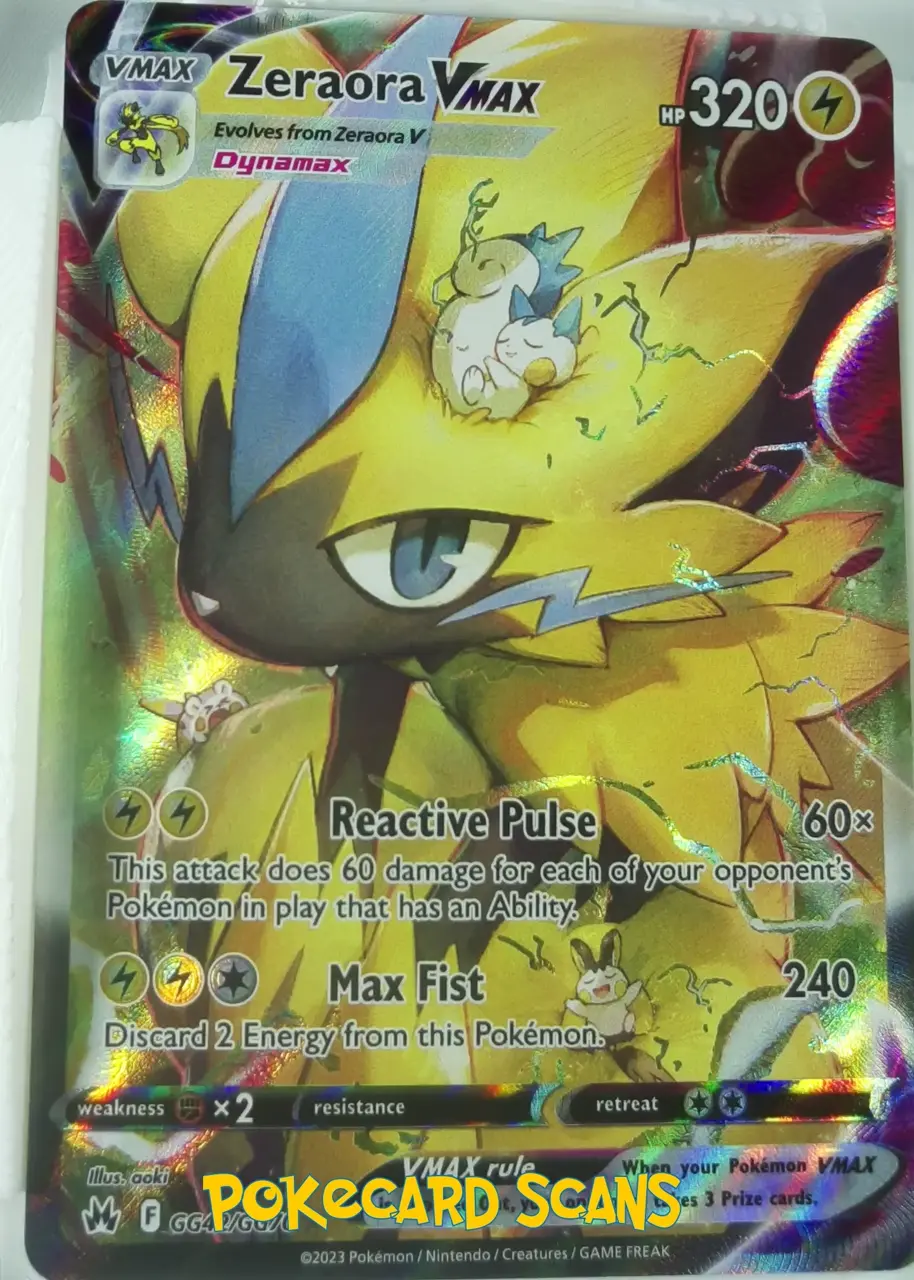 VMAX
Zeraora VMAX
HP 320
Evolves from Zeraora V
Dynamax
Reactive Pulse 60×
This attack does 60 damage for each of your opponent's
Pokémon in play that has an Ability.
Max Fist 240
Discard 2 Energy from this Pokémon.
weakness ×2 resistance retreat
VMAX rule When your Pokémon VMAX
takes 3 Prize cards.
Illus. aoki
POKECARD SCANS
F
©2023 Pokémon / Nintendo / Creatures / GAME FREAK